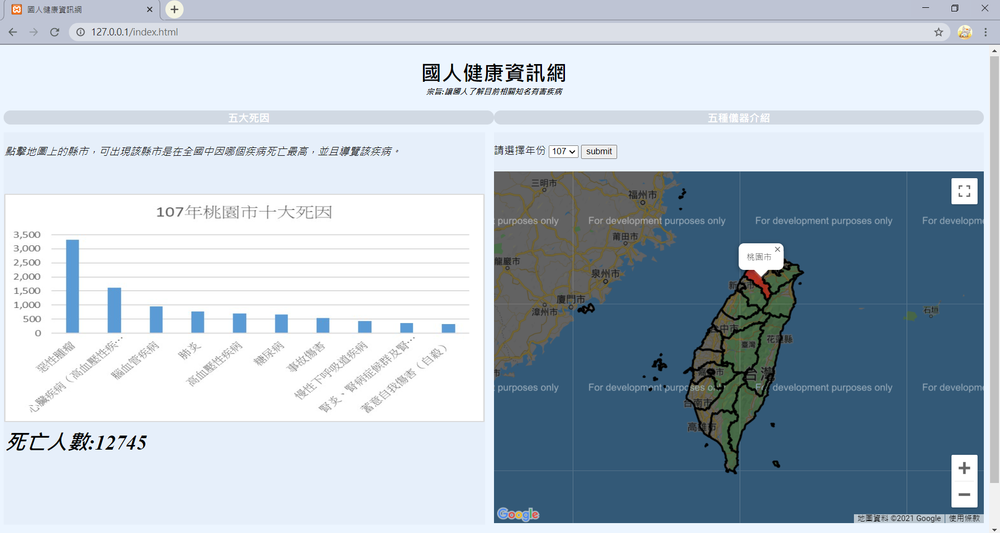 國人健康資訊網
127.0.0.1/index.html
國人健康資訊網
宗旨:讓國人了解目前相關知名有害疾病
五大死因
五種儀器介紹
點擊地圖上的縣市，可出現該縣市是在全國中因哪個疾病死亡最高，並且導覽該疾病。
107年桃園市十大死因
3,500
3,000
2,500
2,000
1,500
1,000
500
0
惡性腫瘤
心臟疾病（高血壓性疾…
腦血管疾病
肺炎
高血壓性疾病
糖尿病
事故傷害
慢性下呼吸道疾病
腎炎、腎病症候群及腎…
蓄意自我傷害（自殺）
死亡人數:12745
請選擇年份 107 submit
三明市
福州市
purposes only For development purposes only For development purposes only For developme
莆田市
桃園市
龍巖市
泉州市
新竹市
廈門市
漳州市
石垣
台中市
花蓮縣
臺灣
嘉義市
台灣
市
purposes only For development purposes only For development purposes only For developme
台南市
高雄市
Google
地圖資料 ©2021 Google 使用條款